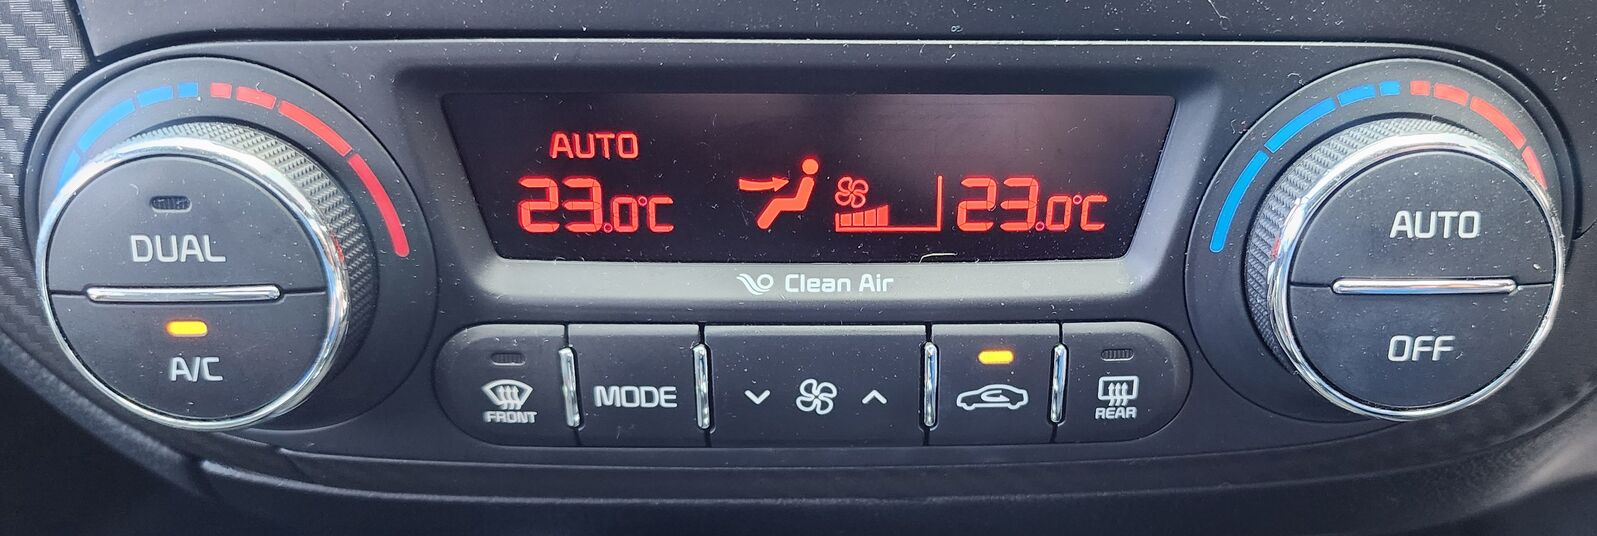 AUTO
23.0°C 23.0°C
Clean Air
DUAL
A/C
FRONT
MODE
REAR
AUTO
OFF